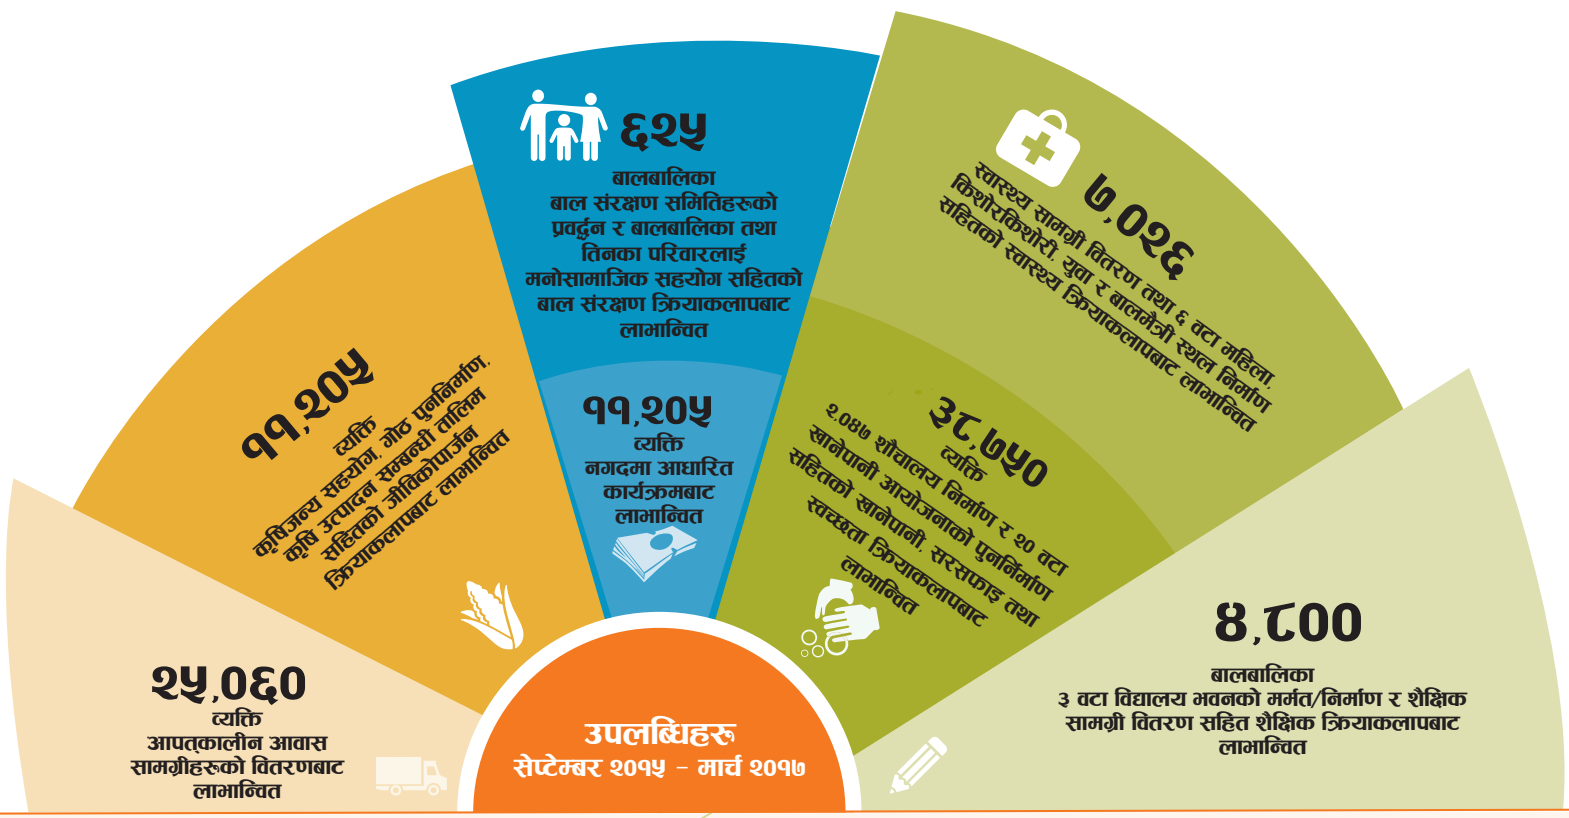 २५,०६०
व्यक्ति
आपत्कालीन आवास
सामग्रीहरूको वितरणबाट
लाभान्वित
११,२०५
व्यक्ति
कृषिजन्य सहयोग, गोठ पुनर्निर्माण,
कृषि उत्पादन सम्बन्धी तालिम
सहितको जीविकोपार्जन
क्रियाकलापबाट लाभान्वित
६२५
बालबालिका
बाल संरक्षण समितिहरूको
प्रवर्द्धन र बालबालिका तथा
तिनका परिवारलाई
मनोसामाजिक सहयोग सहितको
बाल संरक्षण क्रियाकलापबाट
लाभान्वित
११,२०५
व्यक्ति
नगदमा आधारित
कार्यक्रमबाट
लाभान्वित
७,०२६
स्वास्थ्य सामग्री वितरण तथा ६ वटा महिला,
किशोरकिशोरी, युवा र बालमैत्री स्थल निर्माण
सहितको स्वास्थ्य क्रियाकलापबाट लाभान्वित
३८,७५०
व्यक्ति
२,०४७ शौचालय निर्माण र २० वटा
खानेपानी आयोजनाको पुनर्निर्माण
सहितको खानेपानी, सरसफाइ तथा
स्वच्छता क्रियाकलापबाट
लाभान्वित
४,८००
बालबालिका
३ वटा विद्यालय भवनको मर्मत/निर्माण र शैक्षिक
सामग्री वितरण सहित शैक्षिक क्रियाकलापबाट
लाभान्वित
उपलब्धिहरू
सेप्टेम्बर २०१५ - मार्च २०१७